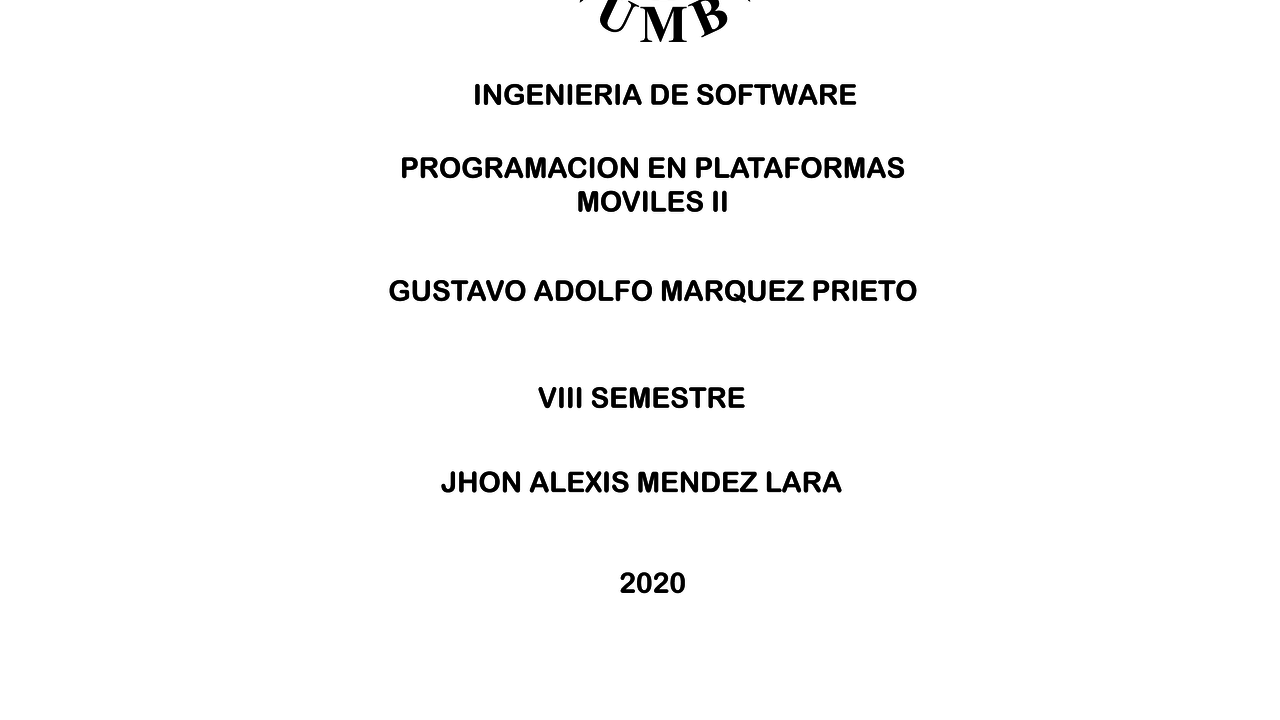 UMB
INGENIERIA DE SOFTWARE
PROGRAMACION EN PLATAFORMAS
MOVILES II
GUSTAVO ADOLFO MARQUEZ PRIETO
VIII SEMESTRE
JHON ALEXIS MENDEZ LARA
2020